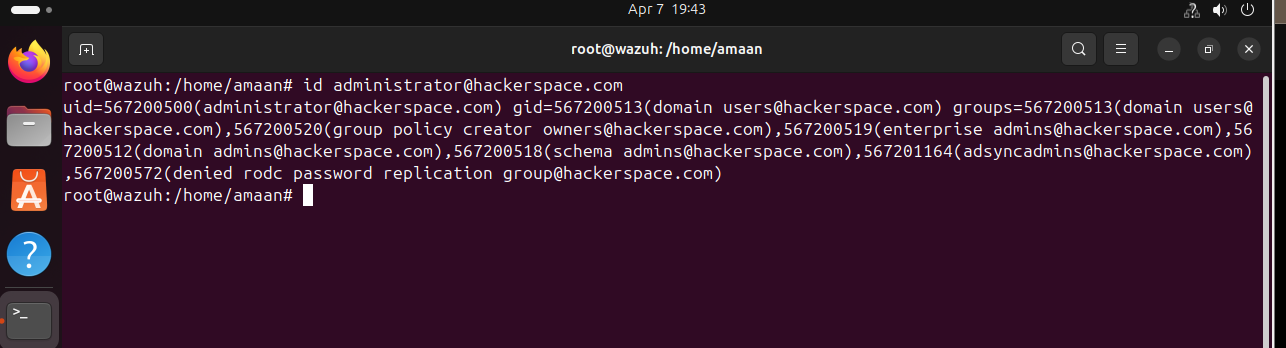 Apr 7 19:43
root@wazuh: /home/amaan
root@wazuh:/home/amaan# id administrator@hackerspace.com
uid=567200500(administrator@hackerspace.com) gid=567200513(domain users@hackerspace.com) groups=567200513(domain users@
hackerspace.com),567200520(group policy creator owners@hackerspace.com),567200519(enterprise admins@hackerspace.com),56
7200512(domain admins@hackerspace.com),567200518(schema admins@hackerspace.com),567201164(adsyncadmins@hackerspace.com)
,567200572(denied rodc password replication group@hackerspace.com)
root@wazuh:/home/amaan#